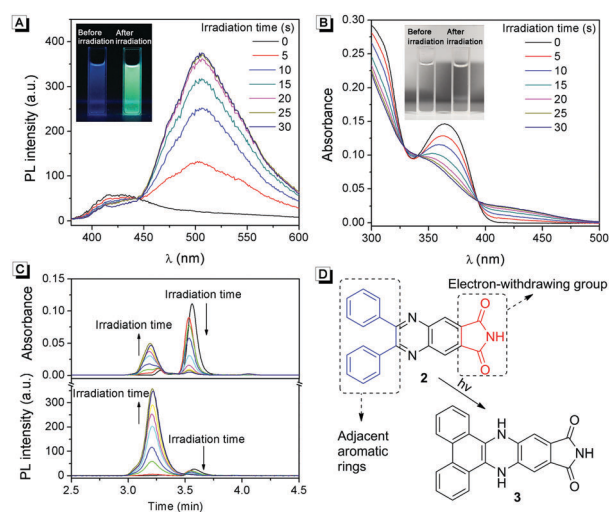 A
Before irradiation
After irradiation
Irradiation time (s)
0
5
10
15
20
25
30
PL intensity (a.u.)
400
300
200
100
0
400
450
500
550
600
λ (nm)
B
Before irradiation
After irradiation
Irradiation time (s)
0
5
10
15
20
25
30
Absorbance
0.30
0.25
0.20
0.15
0.10
0.05
0.00
300
350
400
450
500
λ (nm)
C
Absorbance
0.15
0.10
0.05
0.00
Irradiation time
Irradiation time
PL intensity (a.u.)
300
200
100
0
Irradiation time
Irradiation time
2.5
3.0
3.5
4.0
4.5
Time (min)
D
Electron-withdrawing group
N
N
O
NH
O
2
hν
Adjacent aromatic rings
H
N
N
H
O
NH
O
3